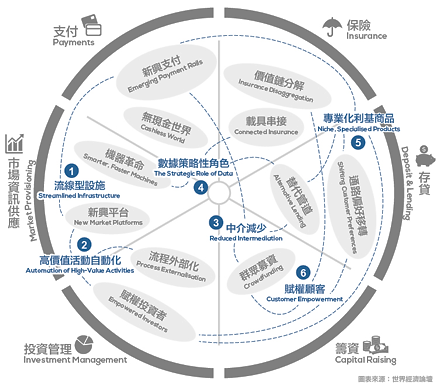 支付
Payments
保險
Insurance
新興支付
Emerging Payment Rails
價值鏈分解
Insurance Disaggregation
無現金世界
Cashless World
載具串接
Connected Insurance
專業化利基商品
Niche, Specialised Products
5
機器革命
Smarter, Faster Machines
數據策略性角色
The Strategic Role of Data
4
1
流線型設施
Streamlined Infrastructure
市場資訊供應
Market Provisioning
存貸
Deposit & Lending
替代管道
Alternative Lending
通路偏好移轉
Shifting Customer Preferences
新興平台
New Market Platforms
3
中介減少
Reduced Intermediation
2
高價值活動自動化
Automation of High-Value Activities
流程外部化
Process Externalisation
群眾募資
Crowdfunding
6
賦權顧客
Customer Empowerment
賦權投資者
Empowered Investors
投資管理
Investment Management
籌資
Capital Raising
圖表來源：世界經濟論壇